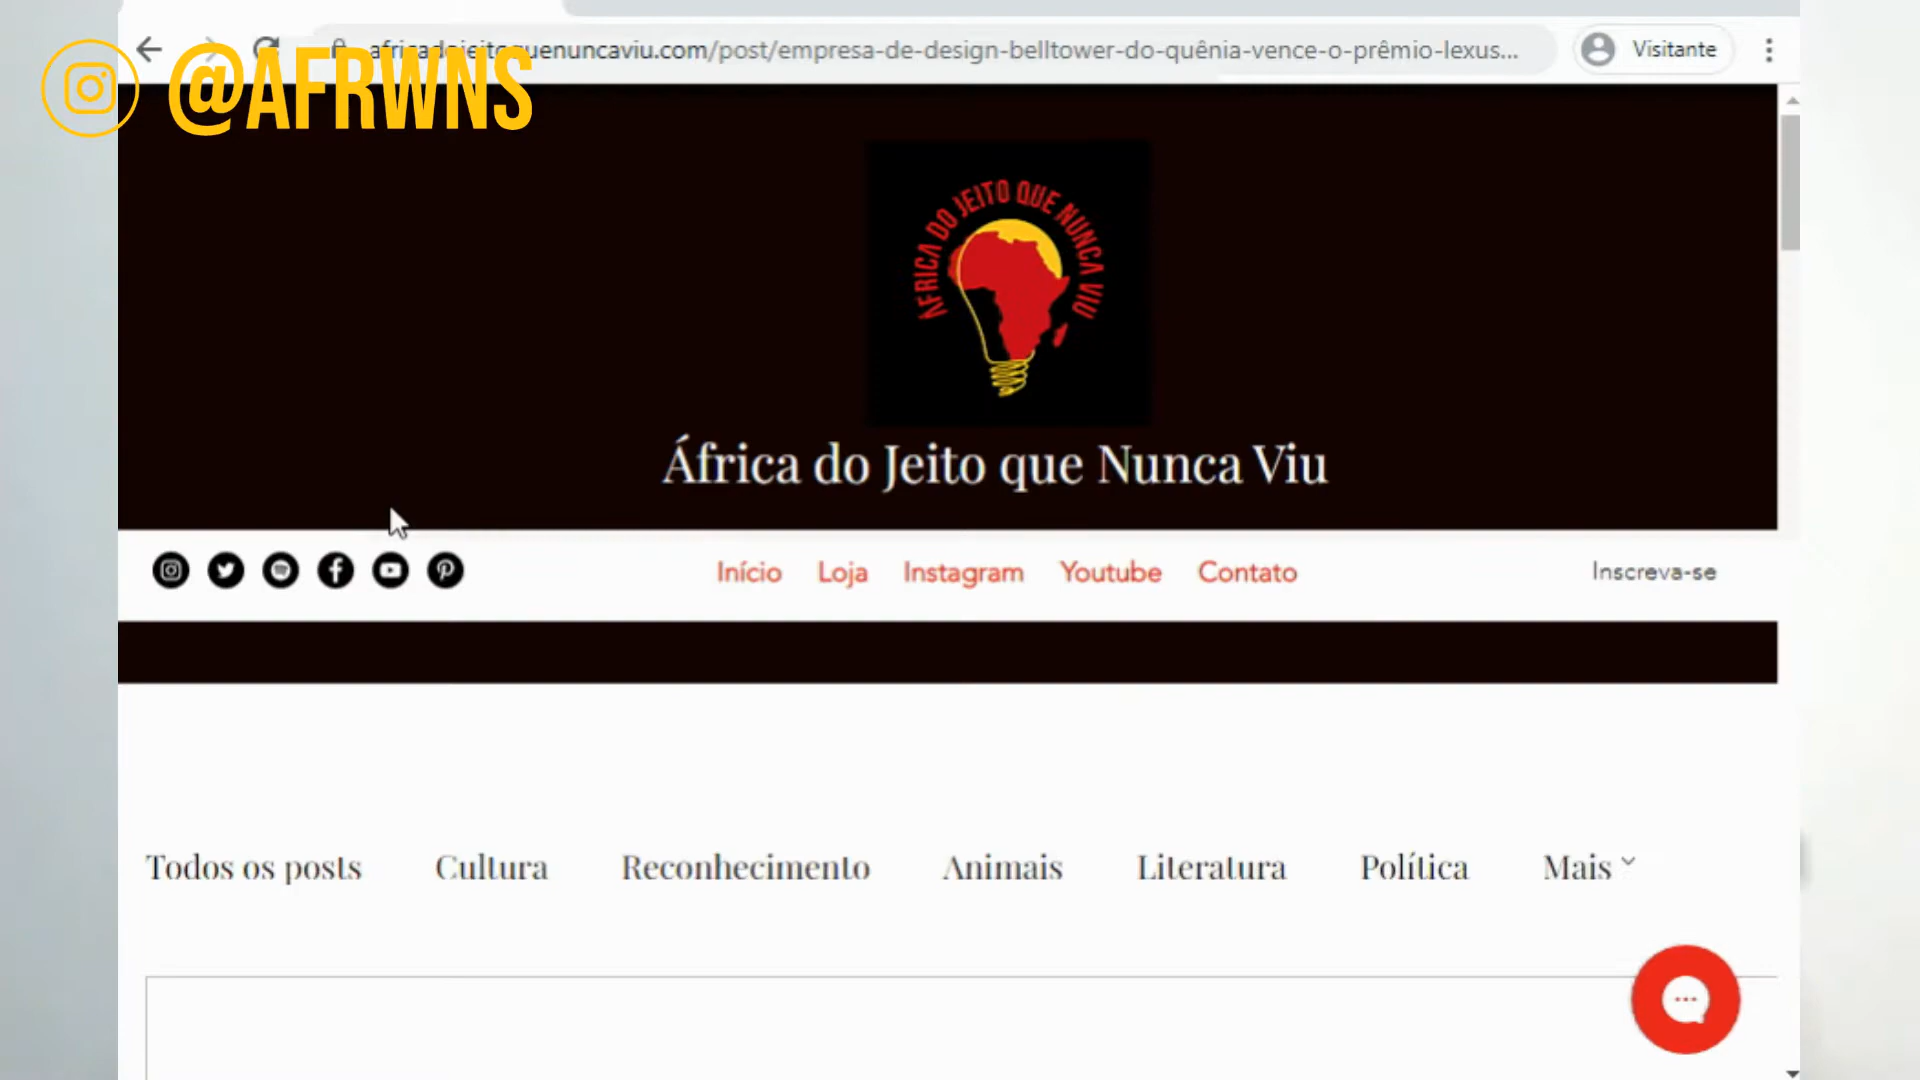 @AFRWNS
africadojeitoquenuncaviu.com/post/empresa-de-design-belltower-do-quênia-vence-o-prêmio-lexus...
Visitante
AFRICA DO JEITO QUE NUNCA VIU
África do Jeito que Nunca Viu
Início Loja Instagram Youtube Contato
Inscreva-se
Todos os posts Cultura Reconhecimento Animais Literatura Política Mais